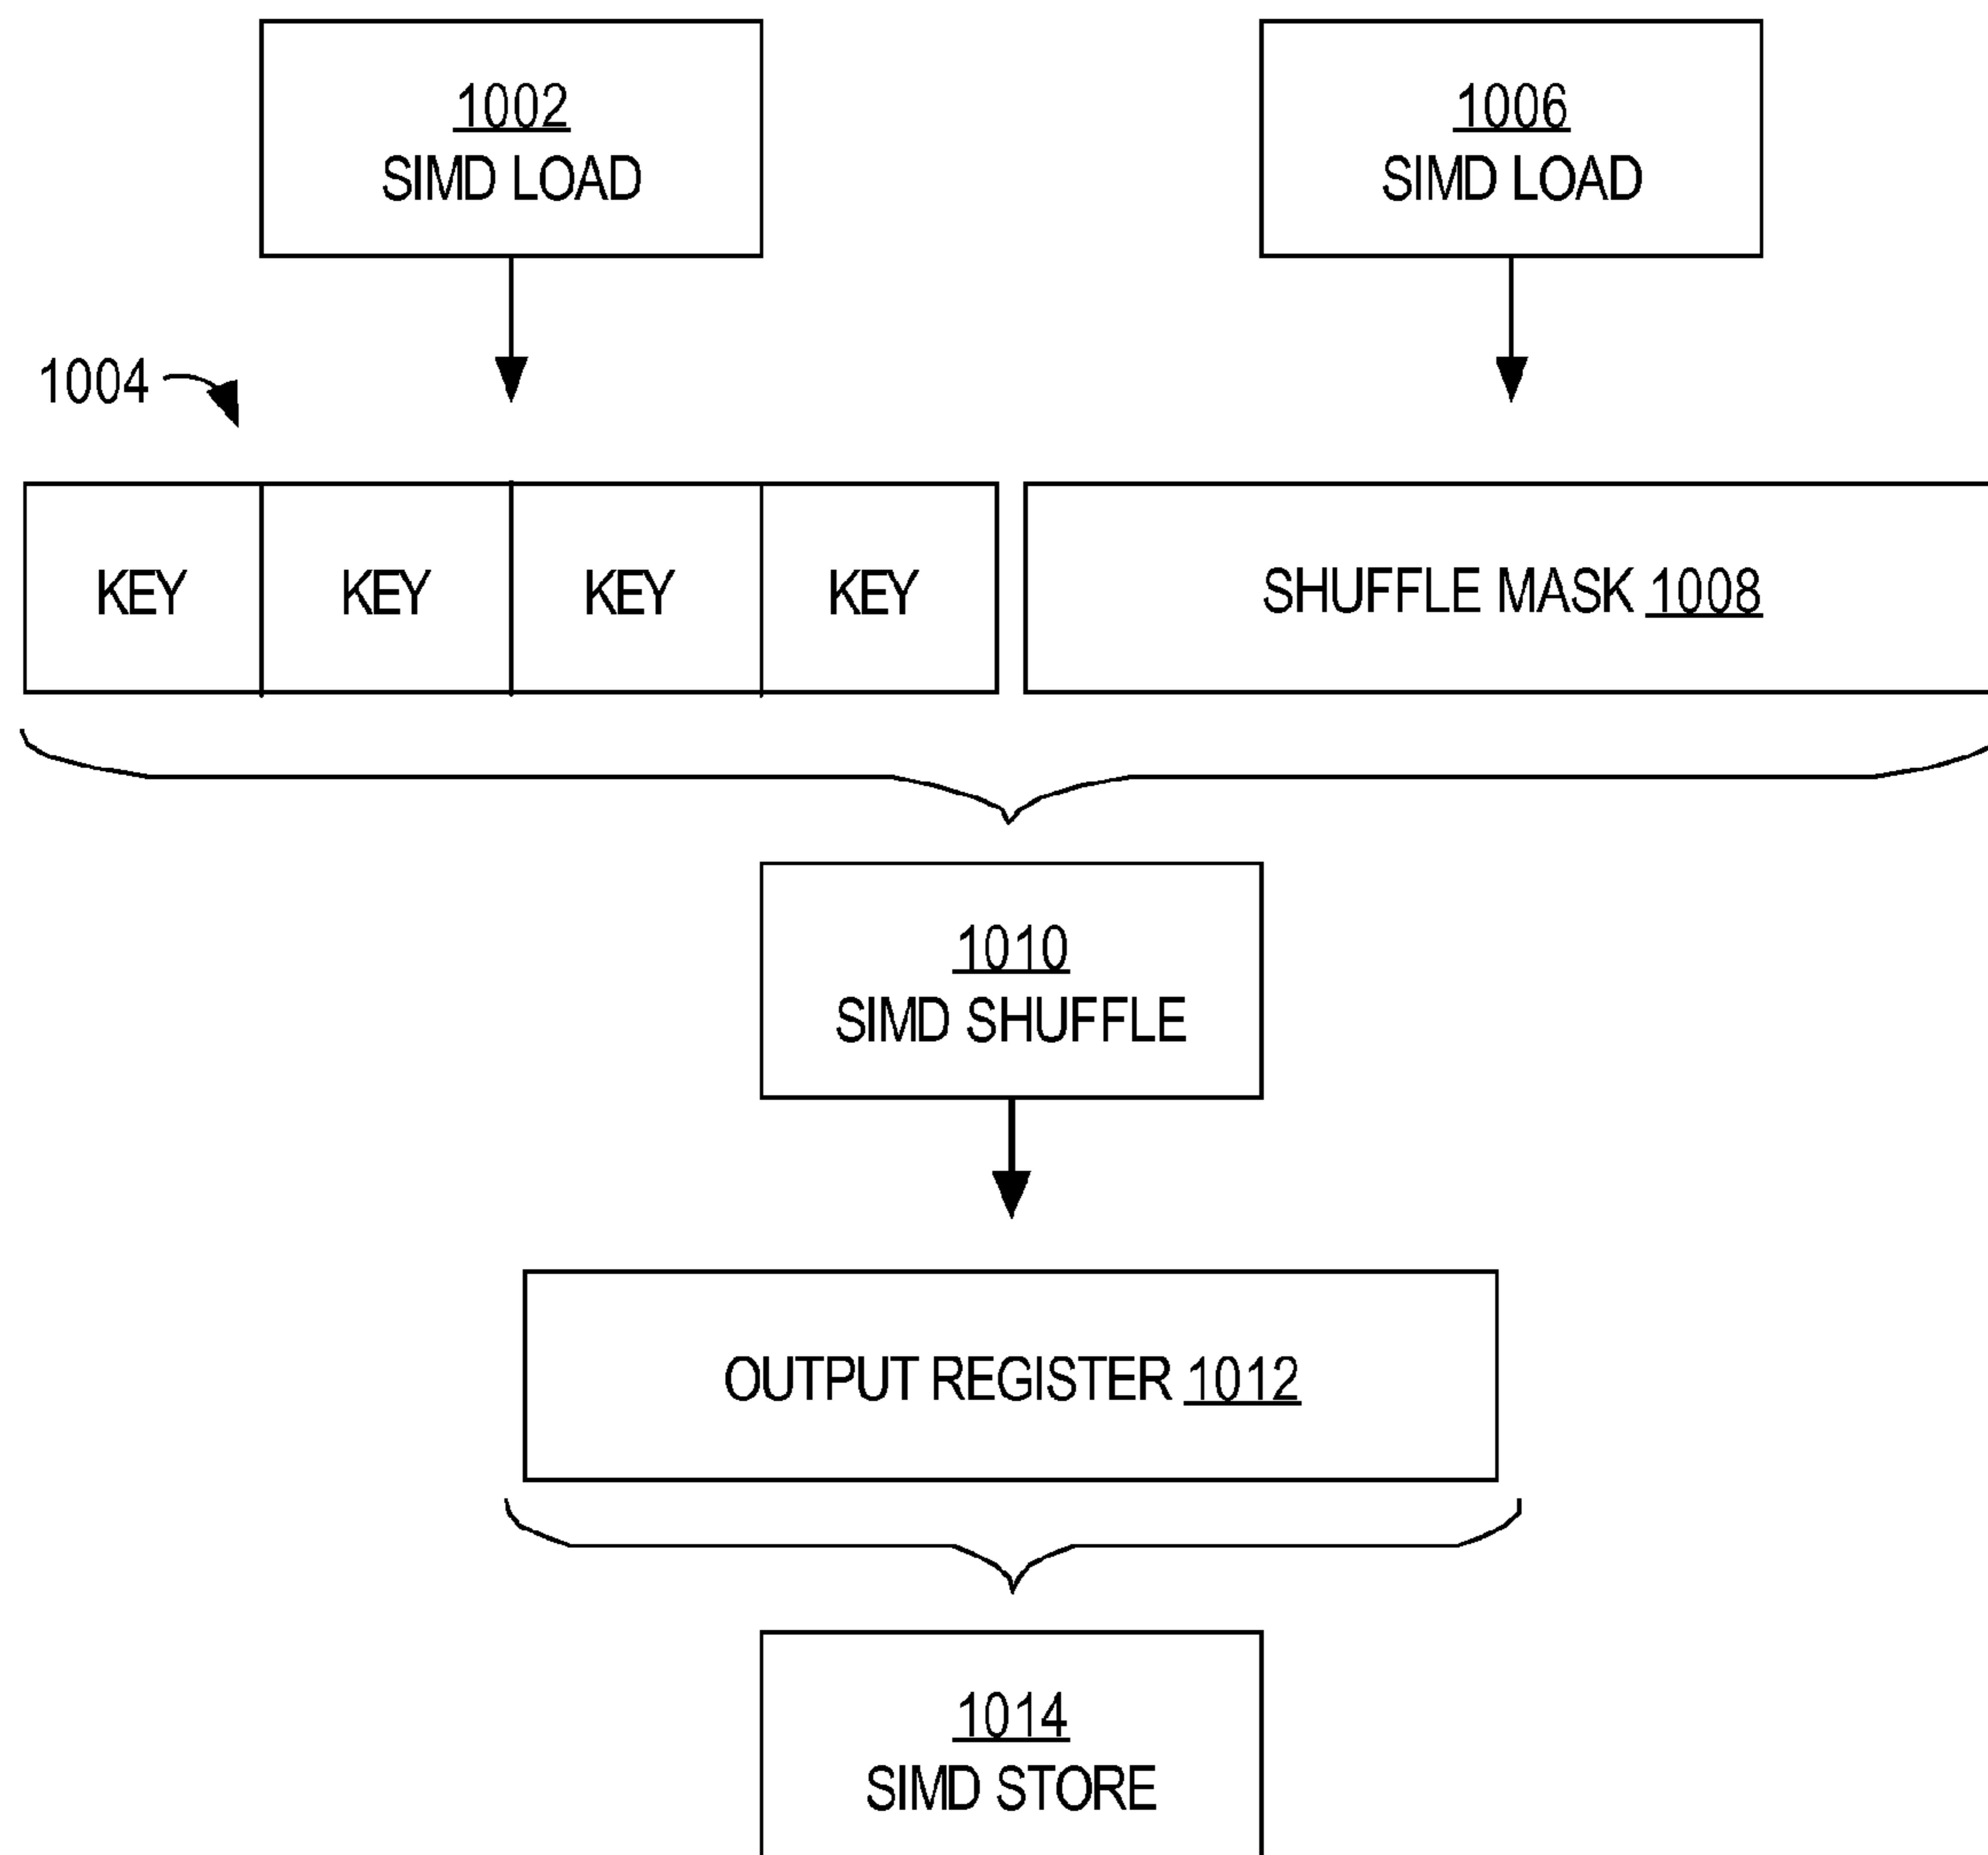 1002
SIMD LOAD
1006
SIMD LOAD
1004
KEY KEY KEY KEY SHUFFLE MASK 1008
1010
SIMD SHUFFLE
OUTPUT REGISTER 1012
1014
SIMD STORE